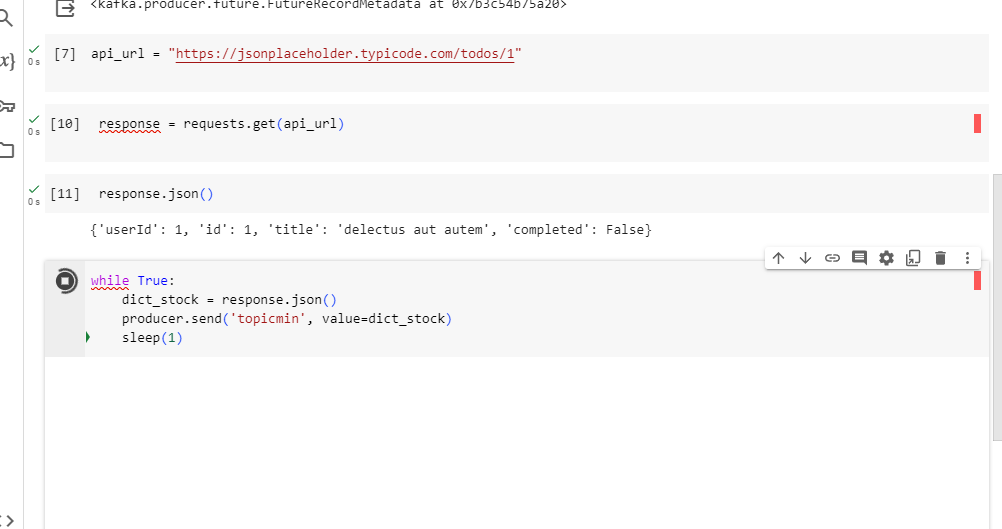 <kafka.producer.future.FutureRecordMetadata at 0x7b3c54b75a20>
[7] api_url = "https://jsonplaceholder.typicode.com/todos/1"
0s
[10] response = requests.get(api_url)
0s
[11] response.json()
0s
{'userId': 1, 'id': 1, 'title': 'delectus aut autem', 'completed': False}
while True:
dict_stock = response.json()
producer.send('topicmin', value=dict_stock)
sleep(1)